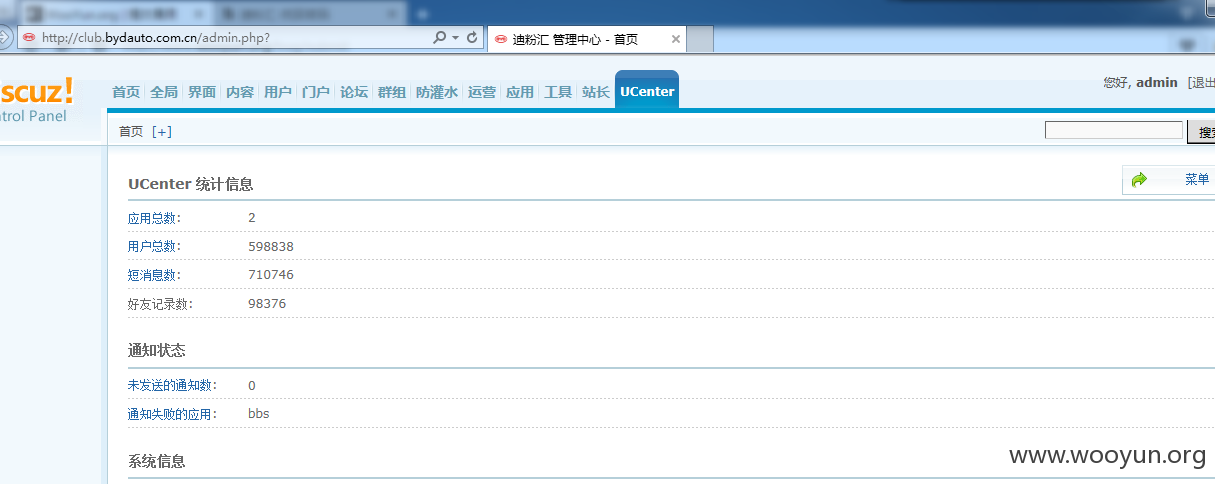 http://club.bydauto.com.cn/admin.php?
迪粉汇 管理中心 - 首页
scuz!
ntrol Panel
首页 全局 界面 内容 用户 门户 论坛 群组 防灌水 运营 应用 工具 站长 UCenter
您好, admin [退出
首页 [+]
搜索
UCenter 统计信息
菜单
应用总数: 2
用户总数: 598838
短消息数: 710746
好友记录数: 98376
通知状态
未发送的通知数: 0
通知失败的应用: bbs
系统信息
www.wooyun.org